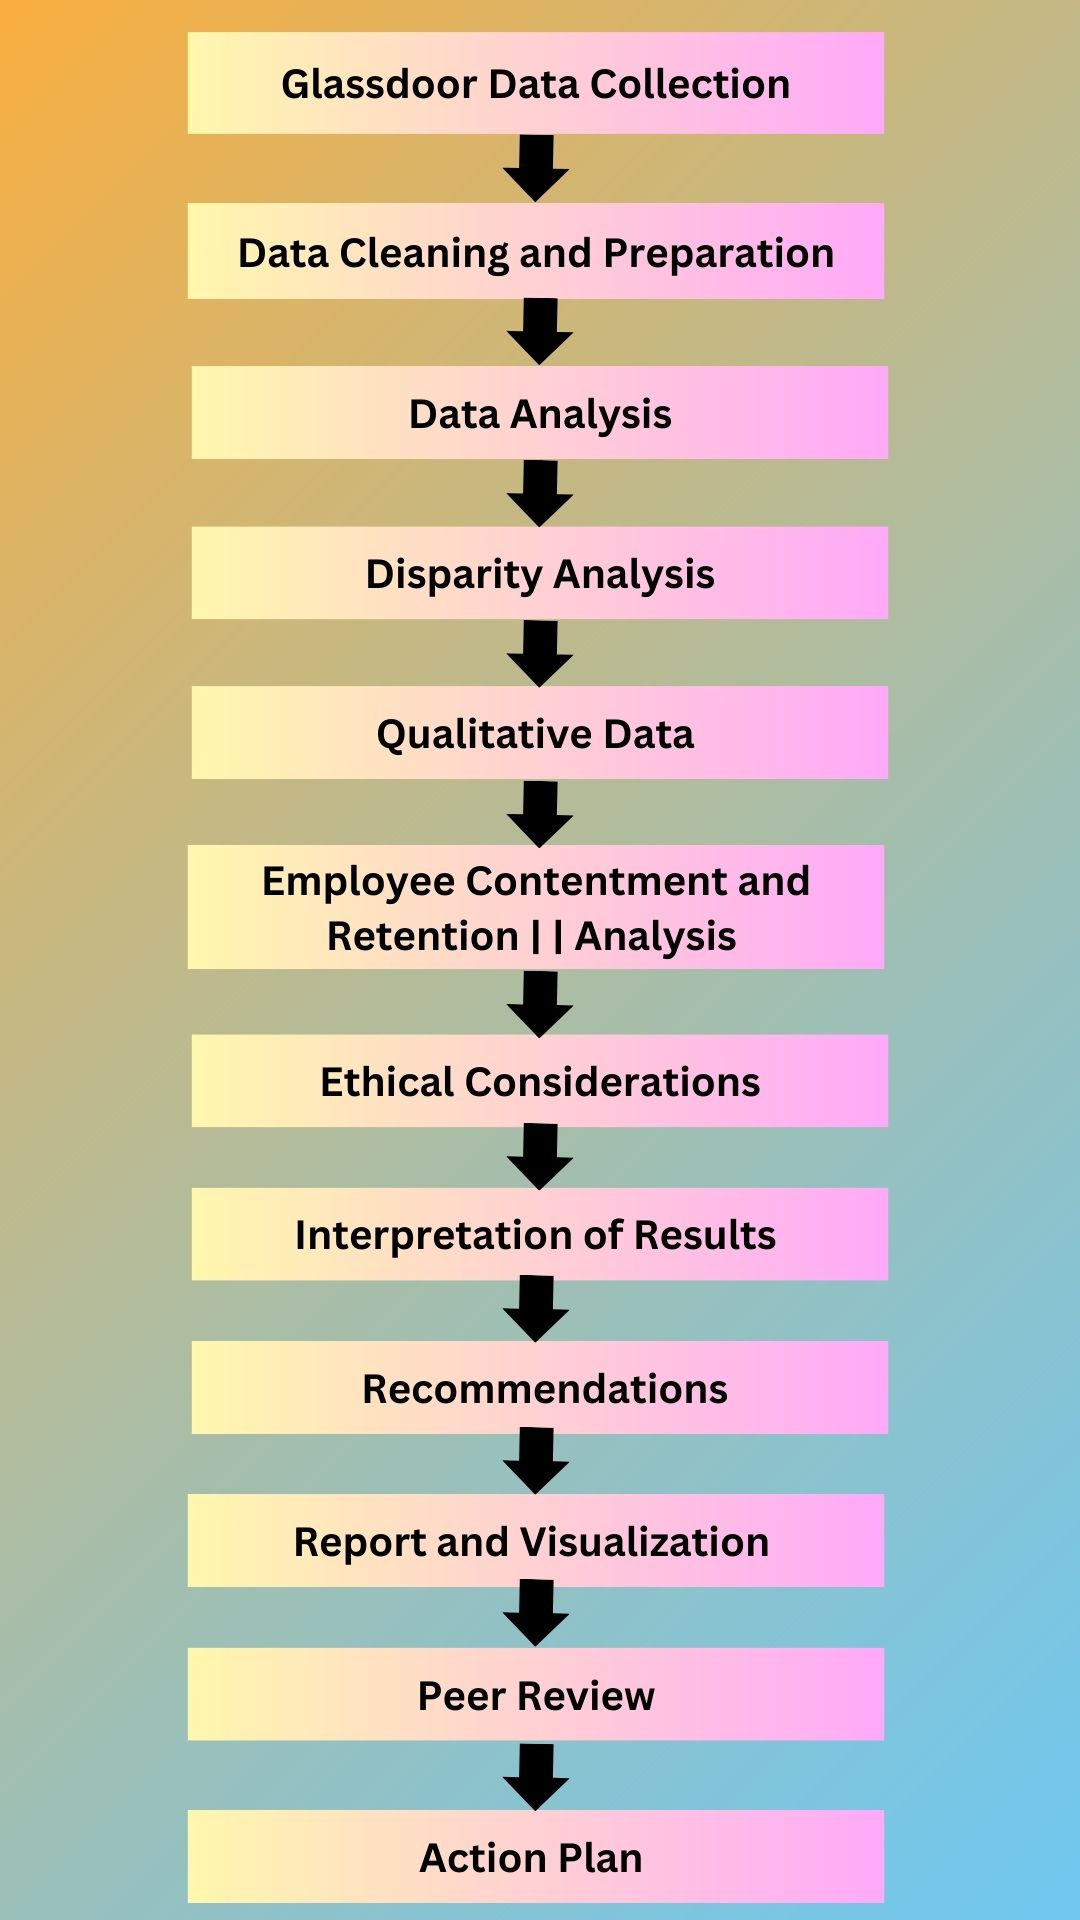 Glassdoor Data Collection
Data Cleaning and Preparation
Data Analysis
Disparity Analysis
Qualitative Data
Employee Contentment and
Retention | | Analysis
Ethical Considerations
Interpretation of Results
Recommendations
Report and Visualization
Peer Review
Action Plan